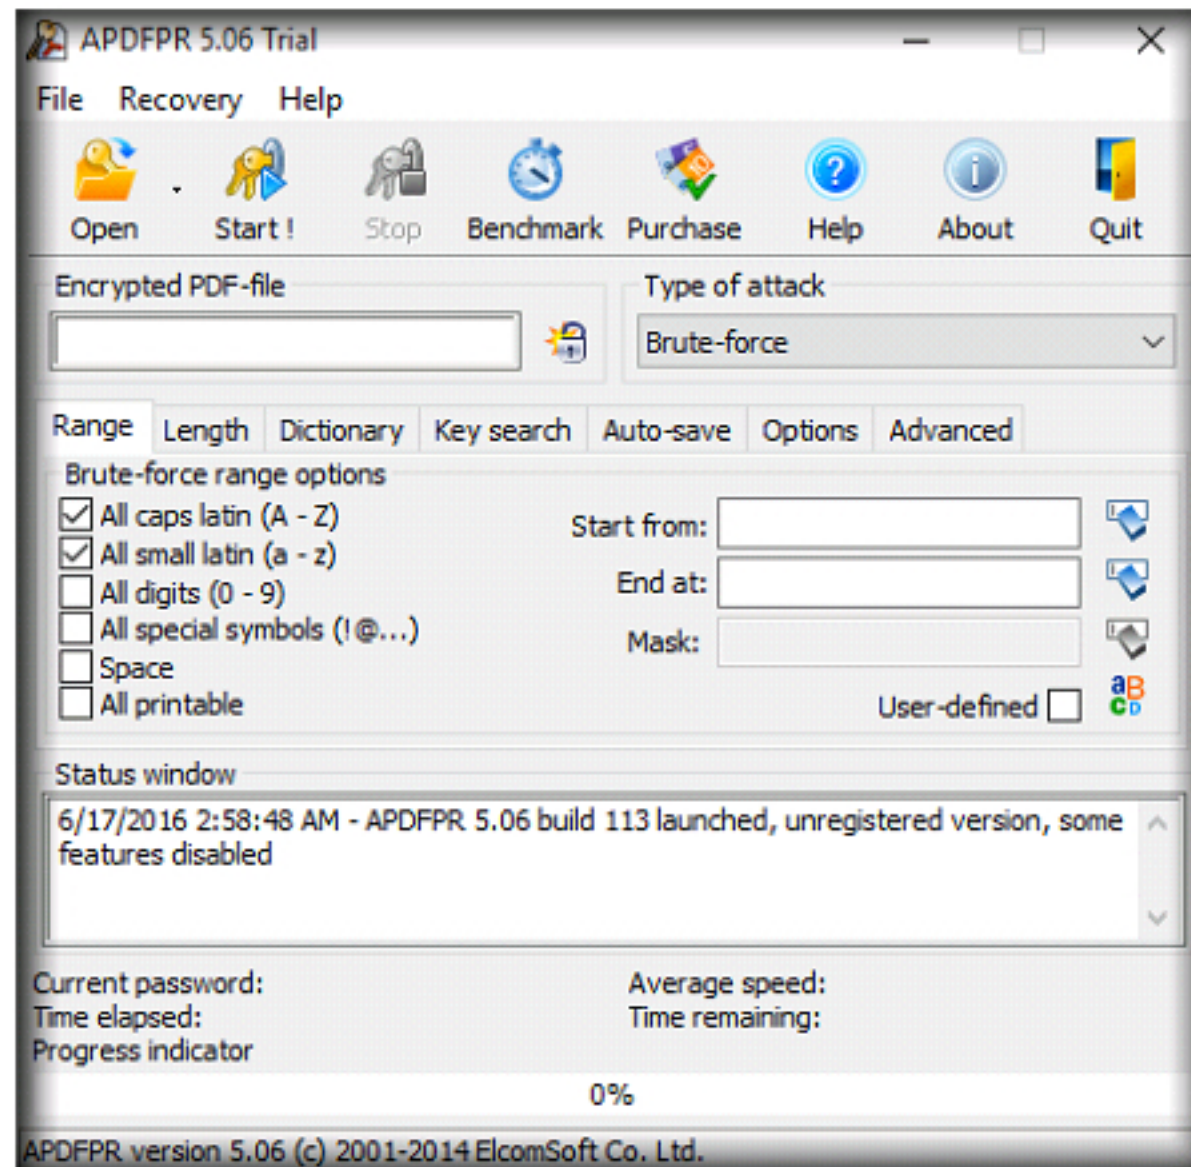 APDFPR 5.06 Trial
File Recovery Help
Open Start ! Stop Benchmark Purchase Help About Quit
Encrypted PDF-file
Type of attack
Brute-force
Range Length Dictionary Key search Auto-save Options Advanced
Brute-force range options
All caps latin (A - Z)
All small latin (a - z)
All digits (0 - 9)
All special symbols (!@...)
Space
All printable
Start from:
End at:
Mask:
User-defined
aB
CD
Status window
6/17/2016 2:58:48 AM - APDFPR 5.06 build 113 launched, unregistered version, some
features disabled
Current password:
Average speed:
Time elapsed:
Time remaining:
Progress indicator
0%
APDFPR version 5.06 (c) 2001-2014 ElcomSoft Co. Ltd.